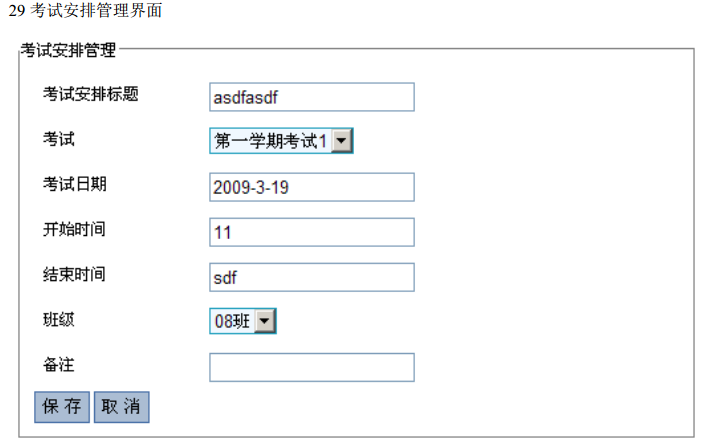 29 考试安排管理界面
考试安排管理
考试安排标题 asdfasdf
考试 第一学期考试1
考试日期 2009-3-19
开始时间 11
结束时间 sdf
班级 08班
备注
保 存 取 消